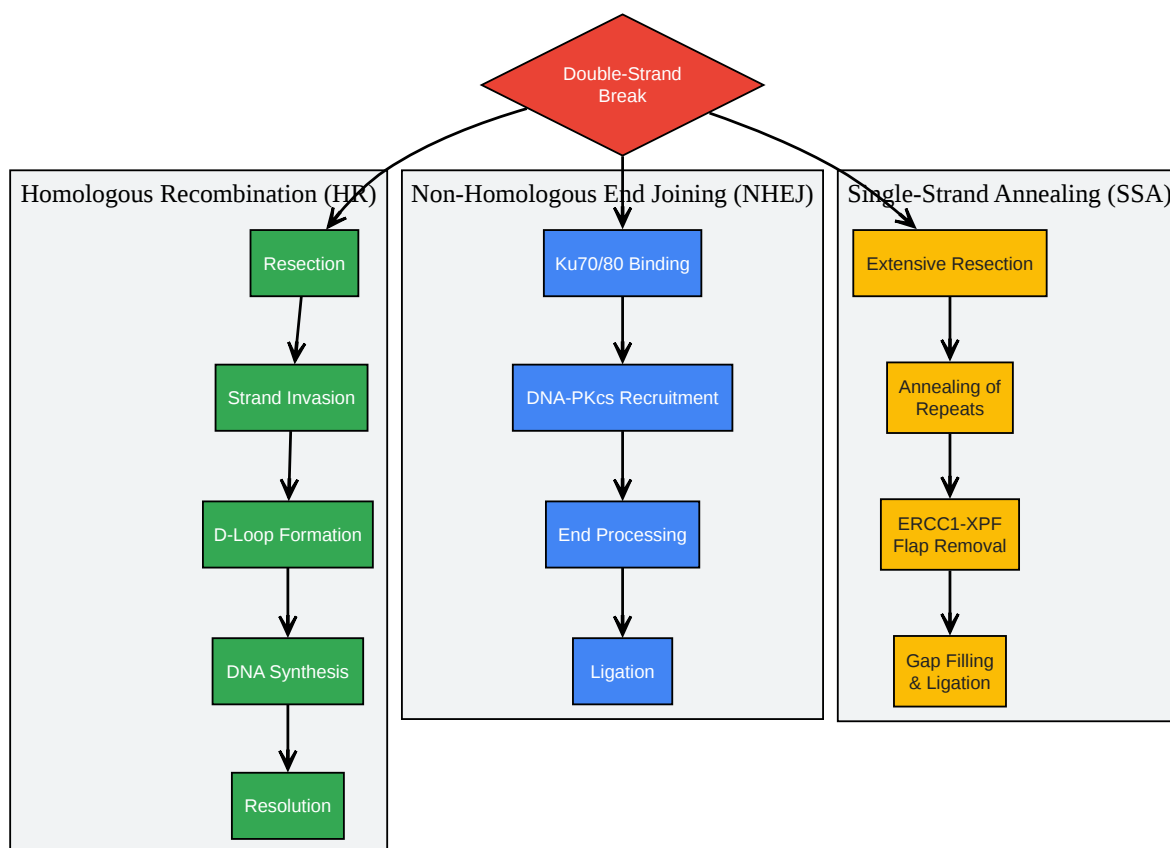 Double-Strand
Break
Homologous Recombination (HR)
Resection
Strand Invasion
D-Loop Formation
DNA Synthesis
Resolution
Non-Homologous End Joining (NHEJ)
Ku70/80 Binding
DNA-PKcs Recruitment
End Processing
Ligation
Single-Strand Annealing (SSA)
Extensive Resection
Annealing of
Repeats
ERCC1-XPF
Flap Removal
Gap Filling
& Ligation